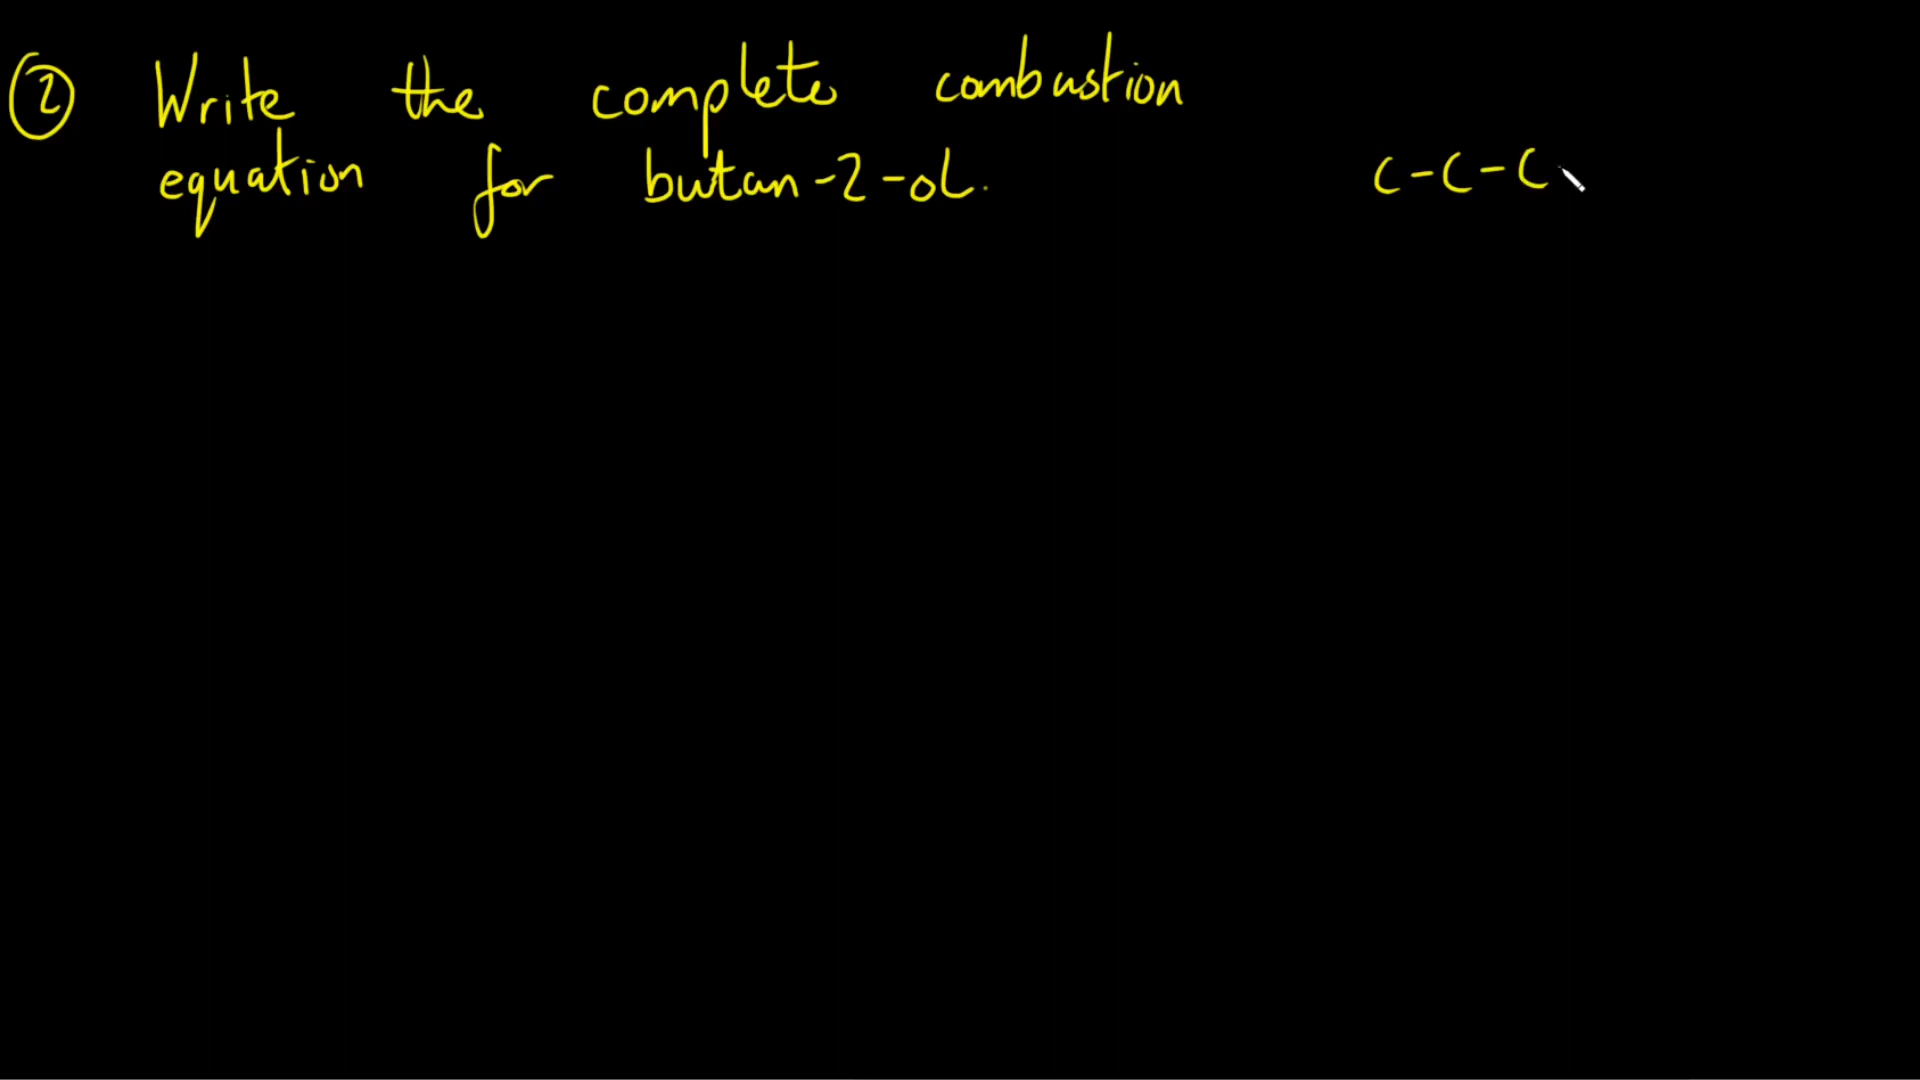 ② Write the complete combustion
equation for butan-2-ol.
C-C-C